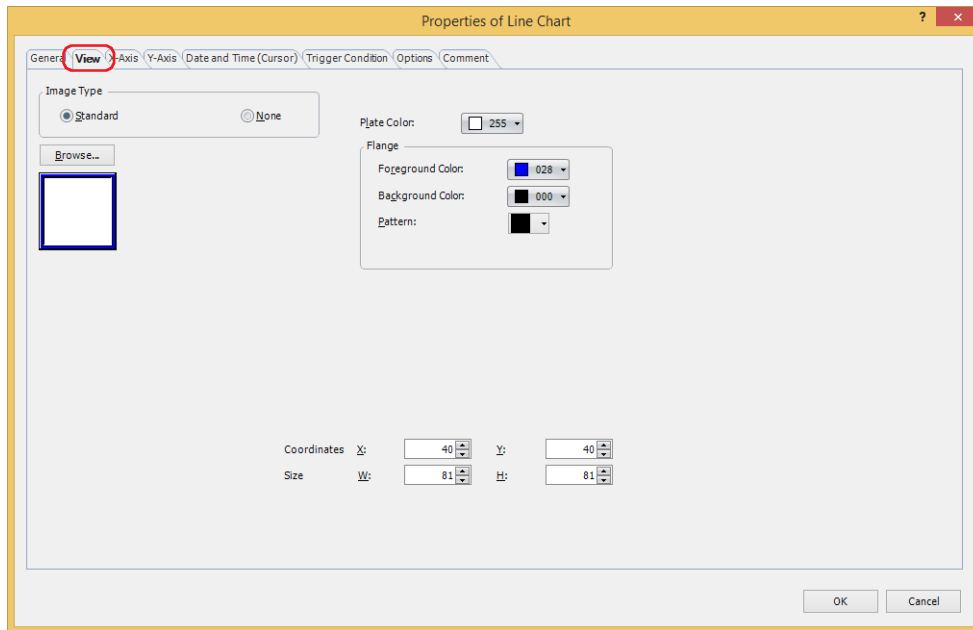 Properties of Line Chart
? ×
General View X-Axis Y-Axis Date and Time (Cursor) Trigger Condition Options Comment
Image Type
Standard None
Browse...
Plate Color: 255
Flange
Foreground Color: 028
Background Color: 000
Pattern:
Coordinates X: 40 Y: 40
Size W: 81 H: 81
OK Cancel